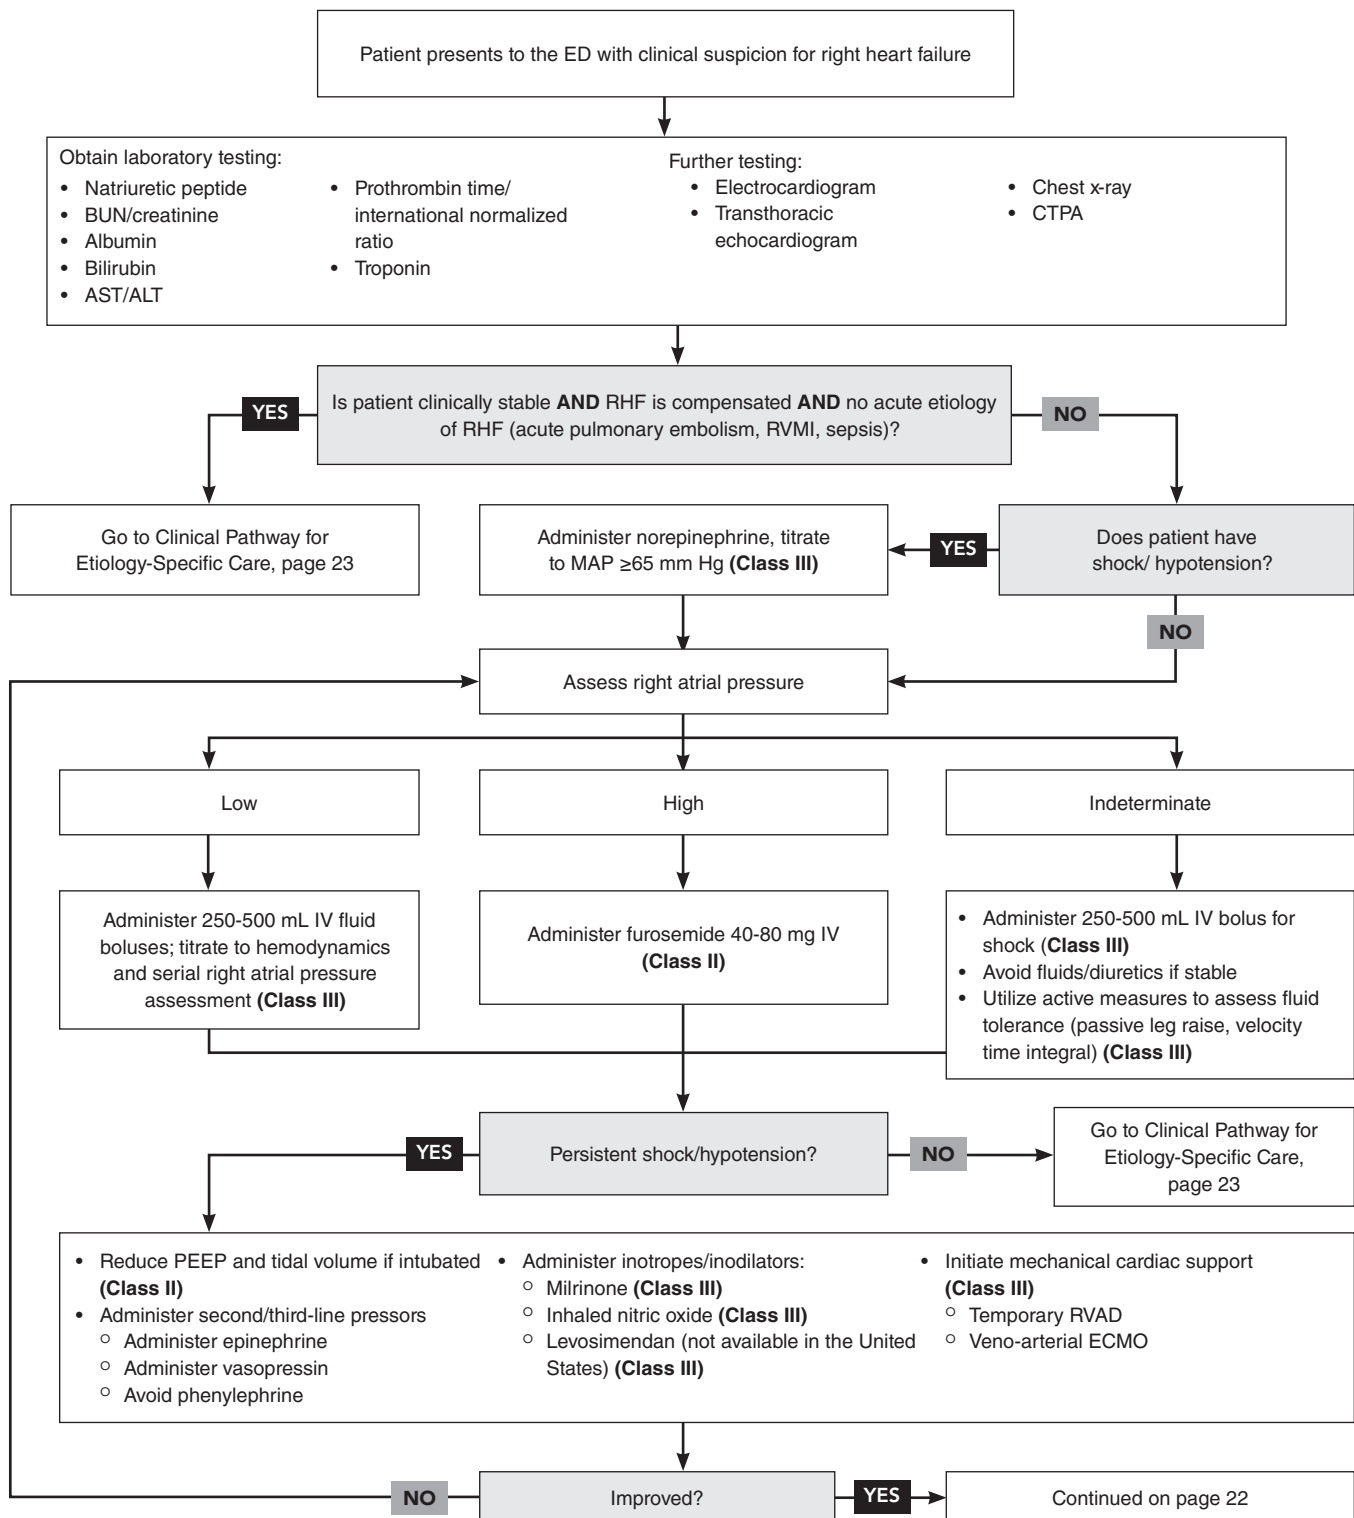 Patient presents to the ED with clinical suspicion for right heart failure
Obtain laboratory testing:
• Natriuretic peptide
• BUN/creatinine
• Albumin
• Bilirubin
• AST/ALT
• Prothrombin time/
international normalized
ratio
• Troponin
Further testing:
• Electrocardiogram
• Transthoracic
echocardiogram
• Chest x-ray
• CTPA
Is patient clinically stable AND RHF is compensated AND no acute etiology
of RHF (acute pulmonary embolism, RVMI, sepsis)?
YES
NO
Go to Clinical Pathway for
Etiology-Specific Care, page 23
Administer norepinephrine, titrate
to MAP ≥65 mm Hg (Class III)
YES
Does patient have
shock/ hypotension?
NO
Assess right atrial pressure
Low
High
Indeterminate
Administer 250-500 mL IV fluid
boluses; titrate to hemodynamics
and serial right atrial pressure
assessment (Class III)
Administer furosemide 40-80 mg IV
(Class II)
• Administer 250-500 mL IV bolus for
shock (Class III)
• Avoid fluids/diuretics if stable
• Utilize active measures to assess fluid
tolerance (passive leg raise, velocity
time integral) (Class III)
YES
Persistent shock/hypotension?
NO
Go to Clinical Pathway for
Etiology-Specific Care,
page 23
• Reduce PEEP and tidal volume if intubated
(Class II)
• Administer second/third-line pressors
○ Administer epinephrine
○ Administer vasopressin
○ Avoid phenylephrine
• Administer inotropes/inodilators:
○ Milrinone (Class III)
○ Inhaled nitric oxide (Class III)
○ Levosimendan (not available in the United
States) (Class III)
• Initiate mechanical cardiac support
(Class III)
○ Temporary RVAD
○ Veno-arterial ECMO
NO
Improved?
YES
Continued on page 22